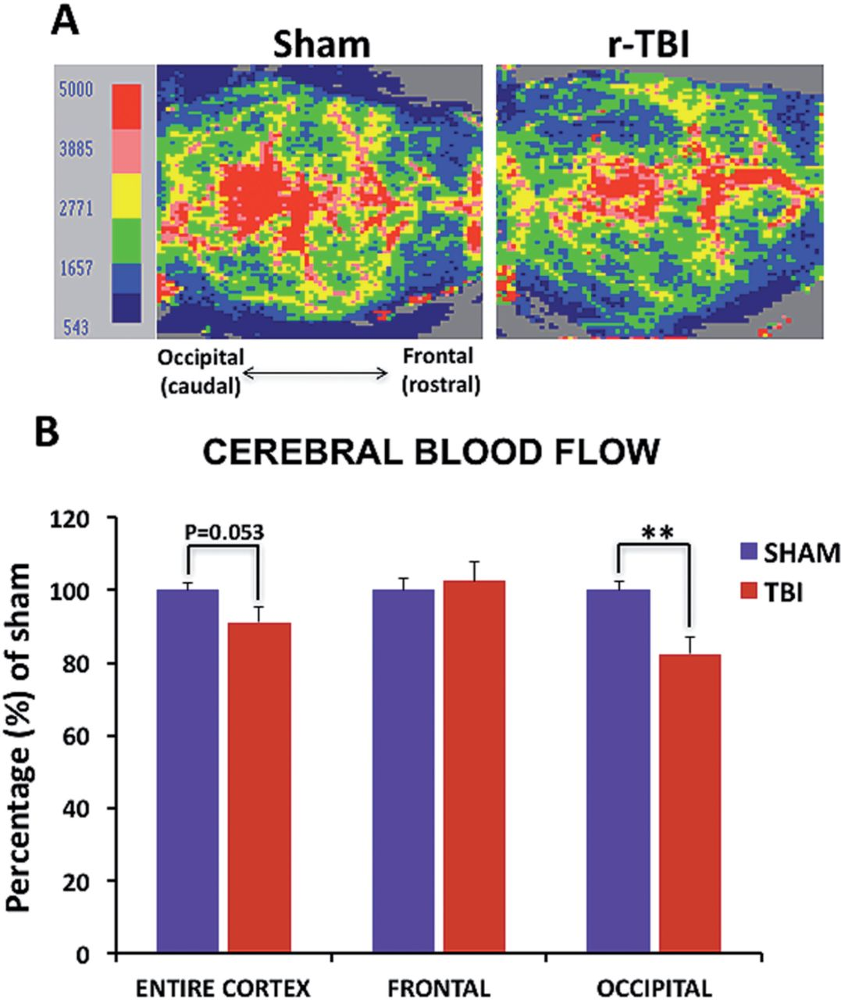 A
Sham
r-TBI
5000
3885
2771
1657
543
Occipital
(caudal)
Frontal
(rostral)
B
CEREBRAL BLOOD FLOW
Percentage (%) of sham
120
100
80
60
40
20
0
P=0.053
**
SHAM
TBI
ENTIRE CORTEX
FRONTAL
OCCIPITAL